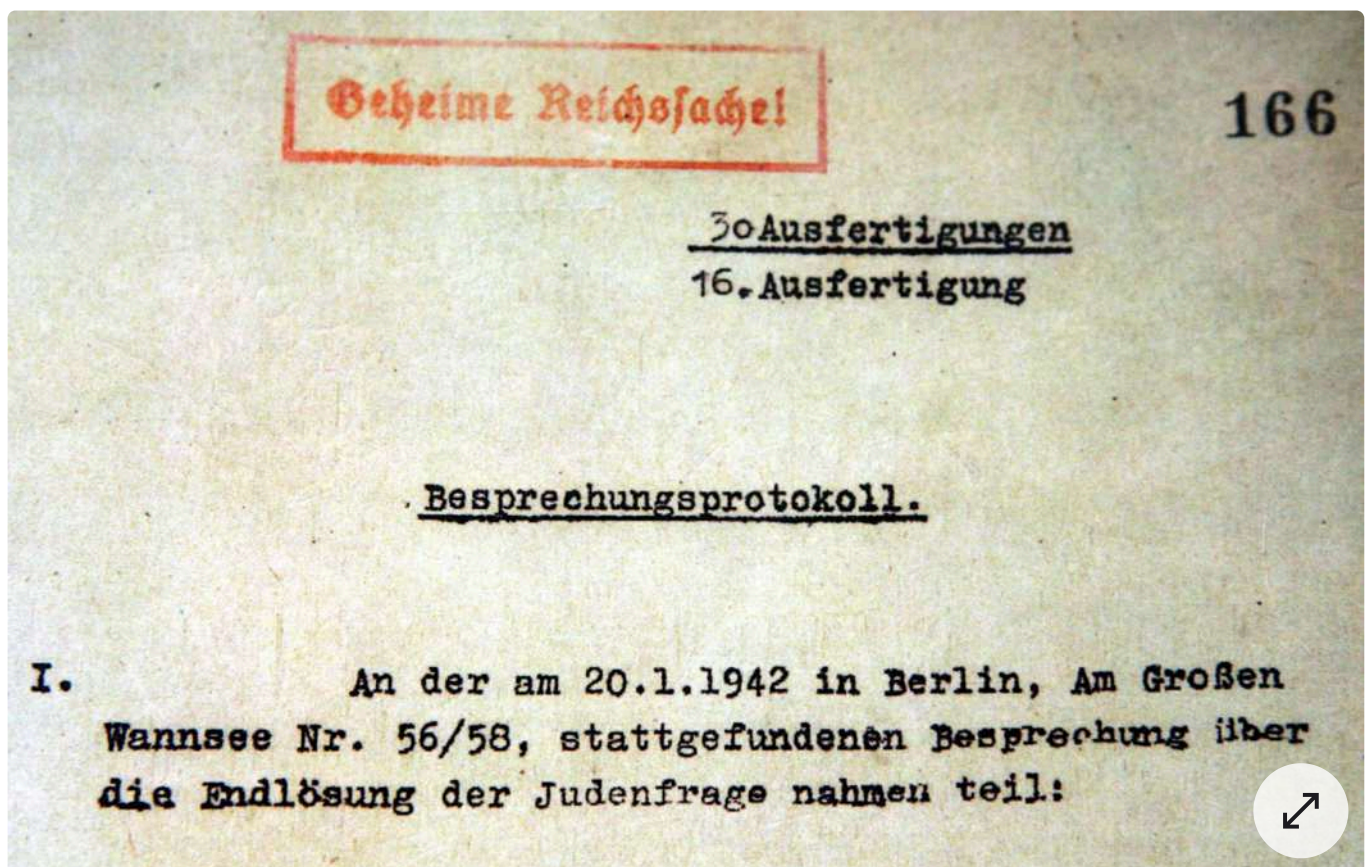 Geheime Reichssache!
166
30 Ausfertigungen
16. Ausfertigung
Besprechungsprotokoll.
I. An der am 20.1.1942 in Berlin, Am Großen
Wannsee Nr. 56/58, stattgefundenen Besprechung über
die Endlösung der Judenfrage nahmen teil: